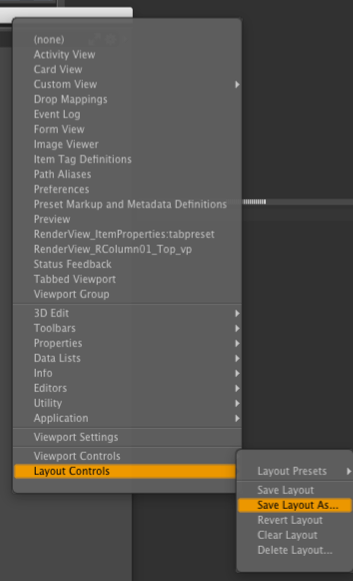 (none)
Activity View
Card View
Custom View
Drop Mappings
Event Log
Form View
Image Viewer
Item Tag Definitions
Path Aliases
Preferences
Preset Markup and Metadata Definitions
Preview
RenderView_ItemProperties:tabpreset
RenderView_RColumn01_Top_vp
Status Feedback
Tabbed Viewport
Viewport Group
3D Edit
Toolbars
Properties
Data Lists
Info
Editors
Utility
Application
Viewport Settings
Viewport Controls
Layout Controls
Layout Presets
Save Layout
Save Layout As...
Revert Layout
Clear Layout
Delete Layout...